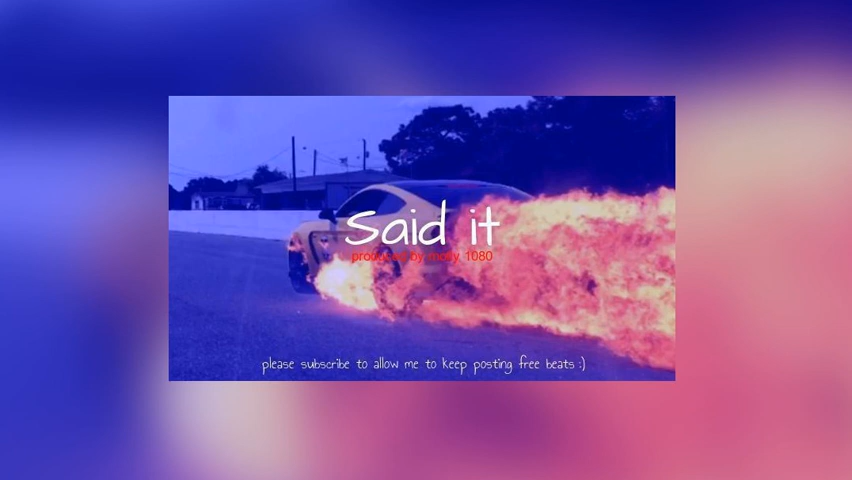 Said it
produced by molly 1080
please subscribe to allow me to keep posting free beats :)